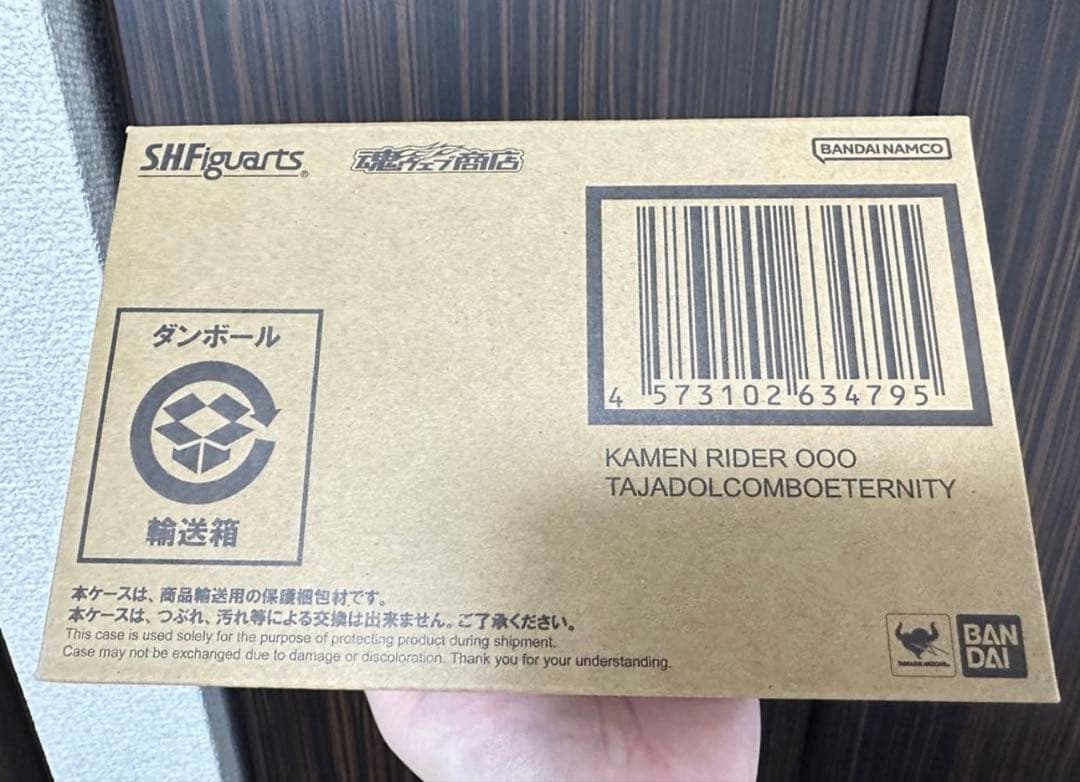 S.H.Figuarts®
魂ウェブ商店
BANDAI NAMCO
4 573102 634795
KAMEN RIDER OOO
TAJADOLCOMBOETERNITY
ダンボール
輸送箱
本ケースは、商品輸送用の保護梱包材です。
本ケースは、つぶれ、汚れ等による交換は出来ません。ご了承ください。
This case is used solely for the purpose of protecting product during shipment.
Case may not be exchanged due to damage or discoloration. Thank you for your understanding.
TAMASHII NATIONS
BAN
DAI